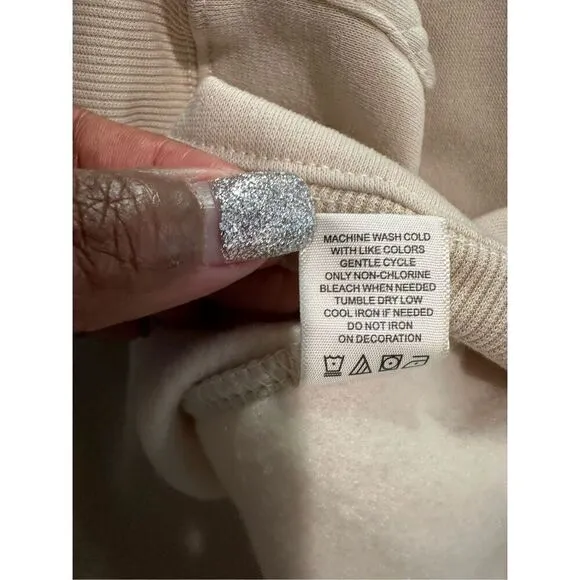 MACHINE WASH COLD
WITH LIKE COLORS
GENTLE CYCLE
ONLY NON-CHLORINE
BLEACH WHEN NEEDED
TUMBLE DRY LOW
COOL IRON IF NEEDED
DO NOT IRON
ON DECORATION